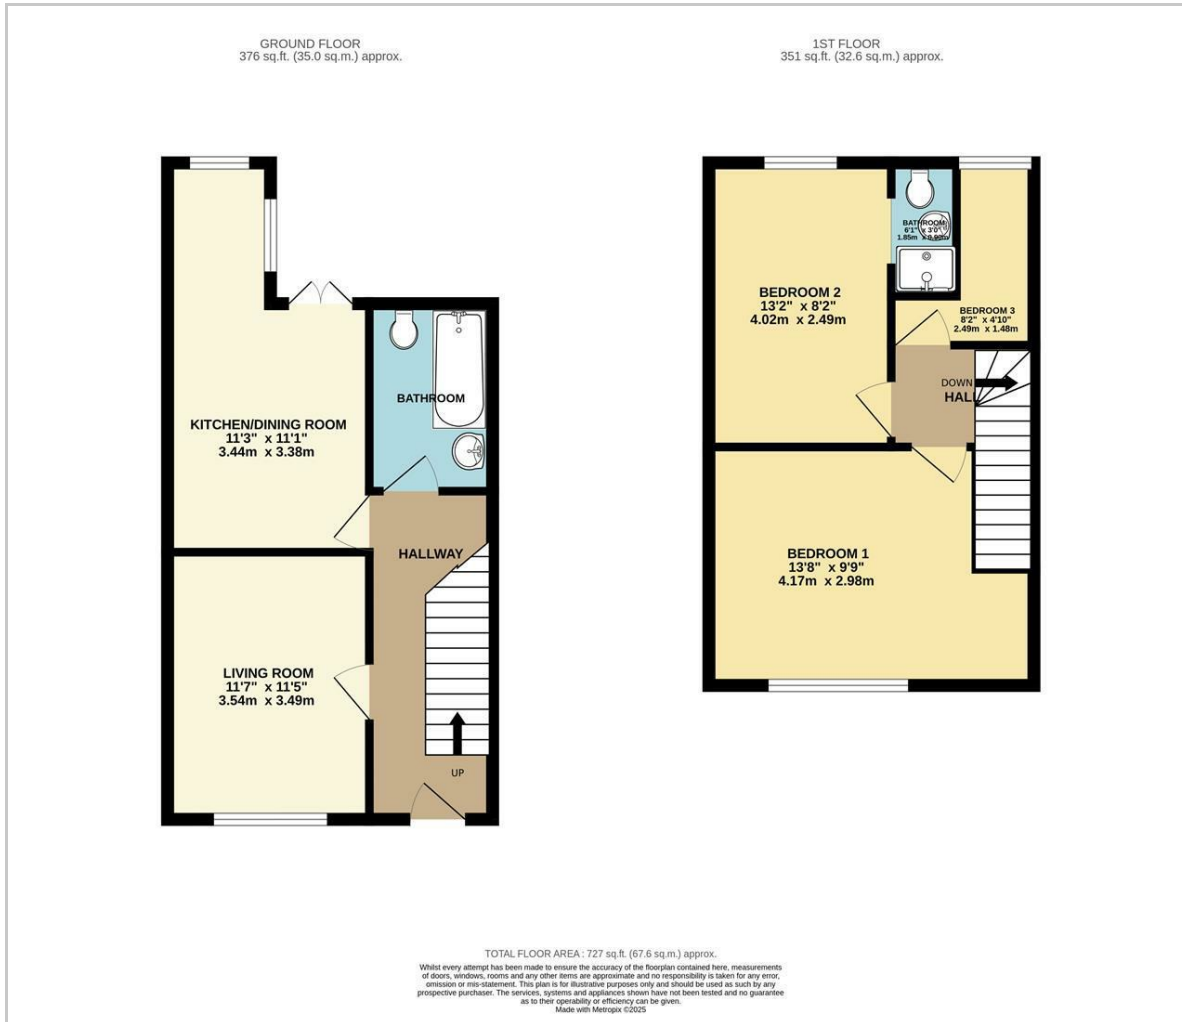 GROUND FLOOR
376 sq.ft. (35.0 sq.m.) approx.
1ST FLOOR
351 sq.ft. (32.6 sq.m.) approx.
KITCHEN/DINING ROOM
11'3" x 11'1"
3.44m x 3.38m
BATHROOM
HALLWAY
LIVING ROOM
11'7" x 11'5"
3.54m x 3.49m
UP
BEDROOM 2
13'2" x 8'2"
4.02m x 2.49m
BATHROOM
6'1" x 3'0"
1.85m x
BEDROOM 3
8'2" x 4'10"
2.49m x 1.48m
DOWN
HALL
BEDROOM 1
13'8" x 9'9"
4.17m x 2.98m
TOTAL FLOOR AREA : 727 sq.ft. (67.6 sq.m.) approx.
Whilst every attempt has been made to ensure the accuracy of the floorplan contained here, measurements
of doors, windows, rooms and any other items are approximate and no responsibility is taken for any error,
omission or mis-statement. This plan is for illustrative purposes only and should be used as such by any
prospective purchaser. The services, systems and appliances shown have not been tested and no guarantee
as to their operability or efficiency can be given.
Made with Metropix ©2025